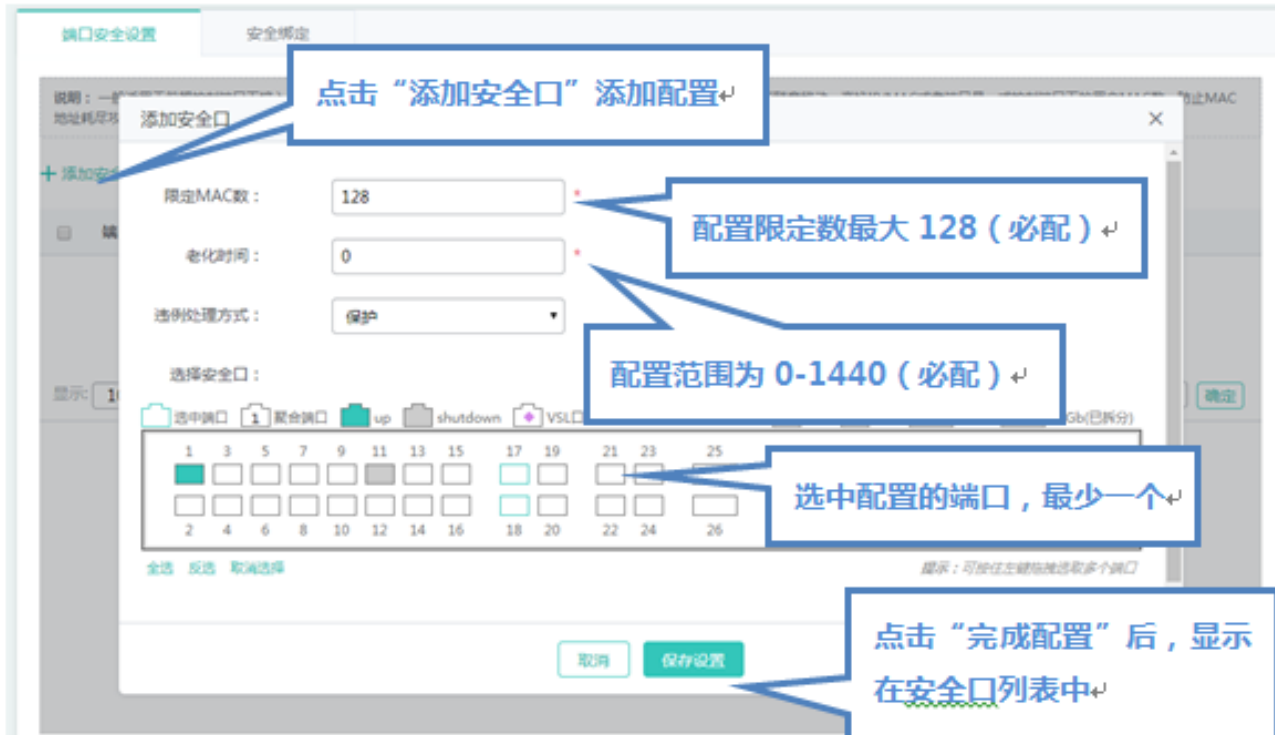 端口安全设置 安全绑定
点击“添加安全口”添加配置
说明：一般
防止MAC
添加安全口
+ 添加安全
限定MAC数： 128 *
配置限定数最大 128（必配）
老化时间： 0 *
违例处理方式： 保护
配置范围为 0-1440（必配）
选择安全口：
显示: 10
确定
选中端口 1 聚合端口 up shutdown VSL口
Gb(已拆分)
1 3 5 7 9 11 13 15 17 19 21 23 25
选中配置的端口，最少一个
2 4 6 8 10 12 14 16 18 20 22 24 26
全选 反选 取消选择
提示：可按住左键拖拽选取多个端口
点击“完成配置”后，显示
在安全口列表中
取消 保存设置